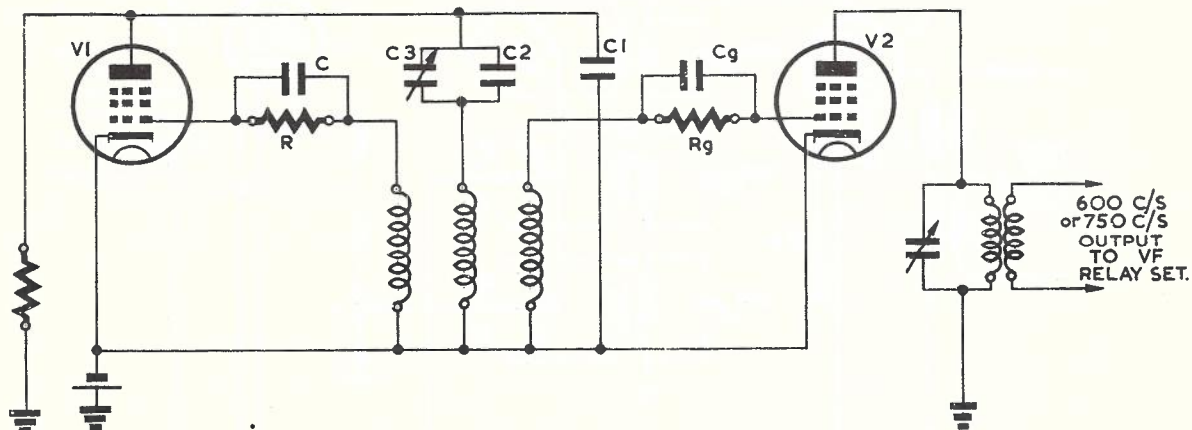 V1
C
R
C3
C2
C1
Cg
Rg
V2
600 C/S
or 750 C/S
OUTPUT
TO VF
RELAY SET.